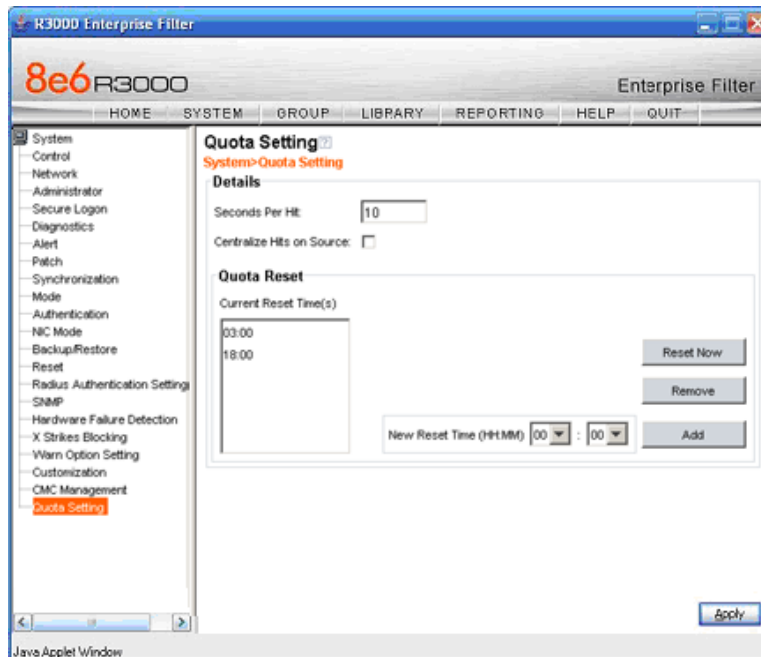 R3000 Enterprise Filter
8e6 R3000
Enterprise Filter
HOME SYSTEM GROUP LIBRARY REPORTING HELP QUIT
System
Control
Network
Administrator
Secure Logon
Diagnostics
Alert
Patch
Synchronization
Mode
Authentication
NIC Mode
Backup/Restore
Reset
Radius Authentication Setting
SNMP
Hardware Failure Detection
X Strikes Blocking
Warn Option Setting
Customization
CMC Management
Quota Setting
Quota Setting ?
System>Quota Setting
Details
Seconds Per Hit: 10
Centralize Hits on Source:
Quota Reset
Current Reset Time(s)
03:00
18:00
Reset Now
Remove
New Reset Time (HH:MM) 00 : 00 Add
Apply
Java Applet Window